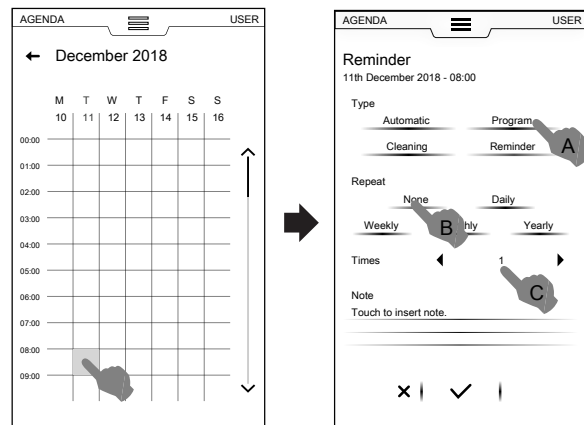 AGENDA USER
December 2018
M T W T F S S
10 11 12 13 14 15 16
00:00
01:00
02:00
03:00
04:00
05:00
06:00
07:00
08:00
09:00
AGENDA USER
Reminder
11th December 2018 - 08:00
Type
Automatic Program
Cleaning Reminder
A
Repeat
None Daily
Weekly hly Yearly
B
Times 1
C
Note
Touch to insert note.